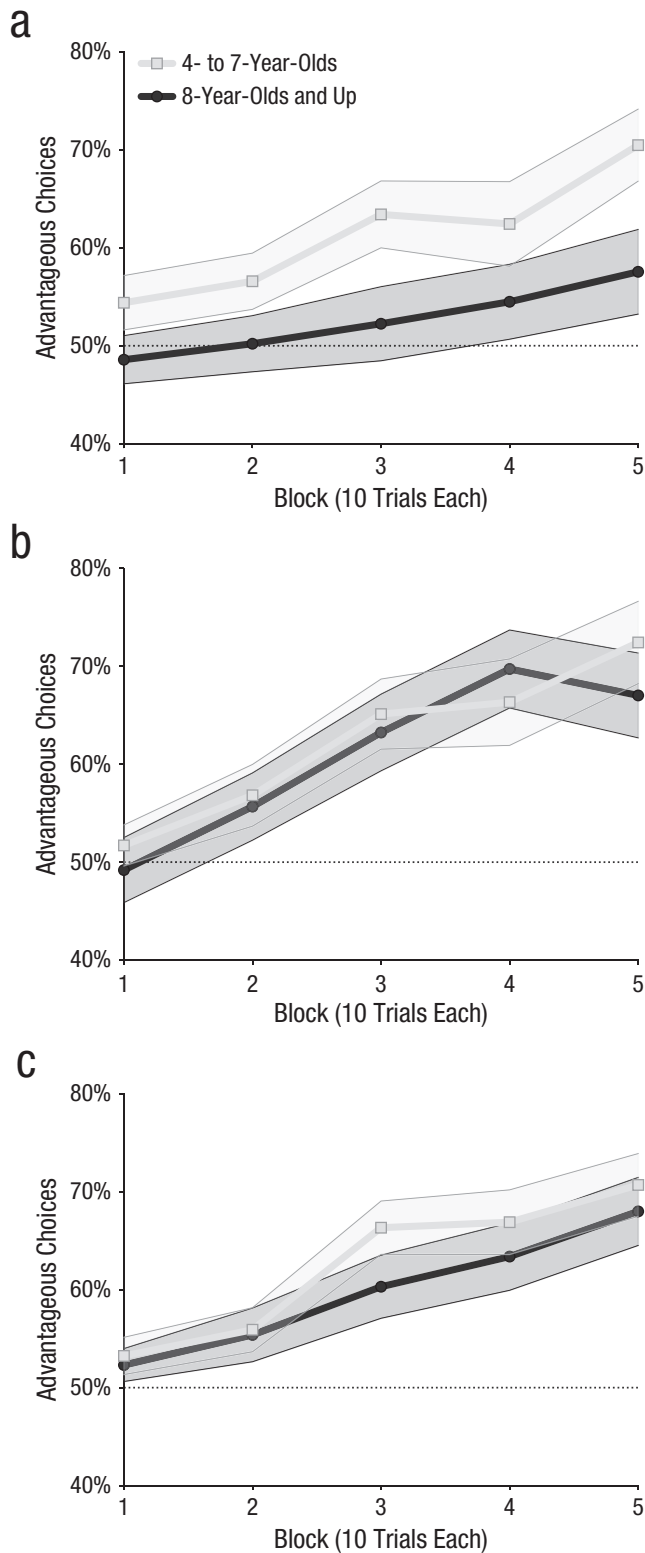 a
80%
4- to 7-Year-Olds
8-Year-Olds and Up
70%
60%
50%
40%
Advantageous Choices
1 2 3 4 5
Block (10 Trials Each)
b
80%
70%
60%
50%
40%
Advantageous Choices
1 2 3 4 5
Block (10 Trials Each)
c
80%
70%
60%
50%
40%
Advantageous Choices
1 2 3 4 5
Block (10 Trials Each)